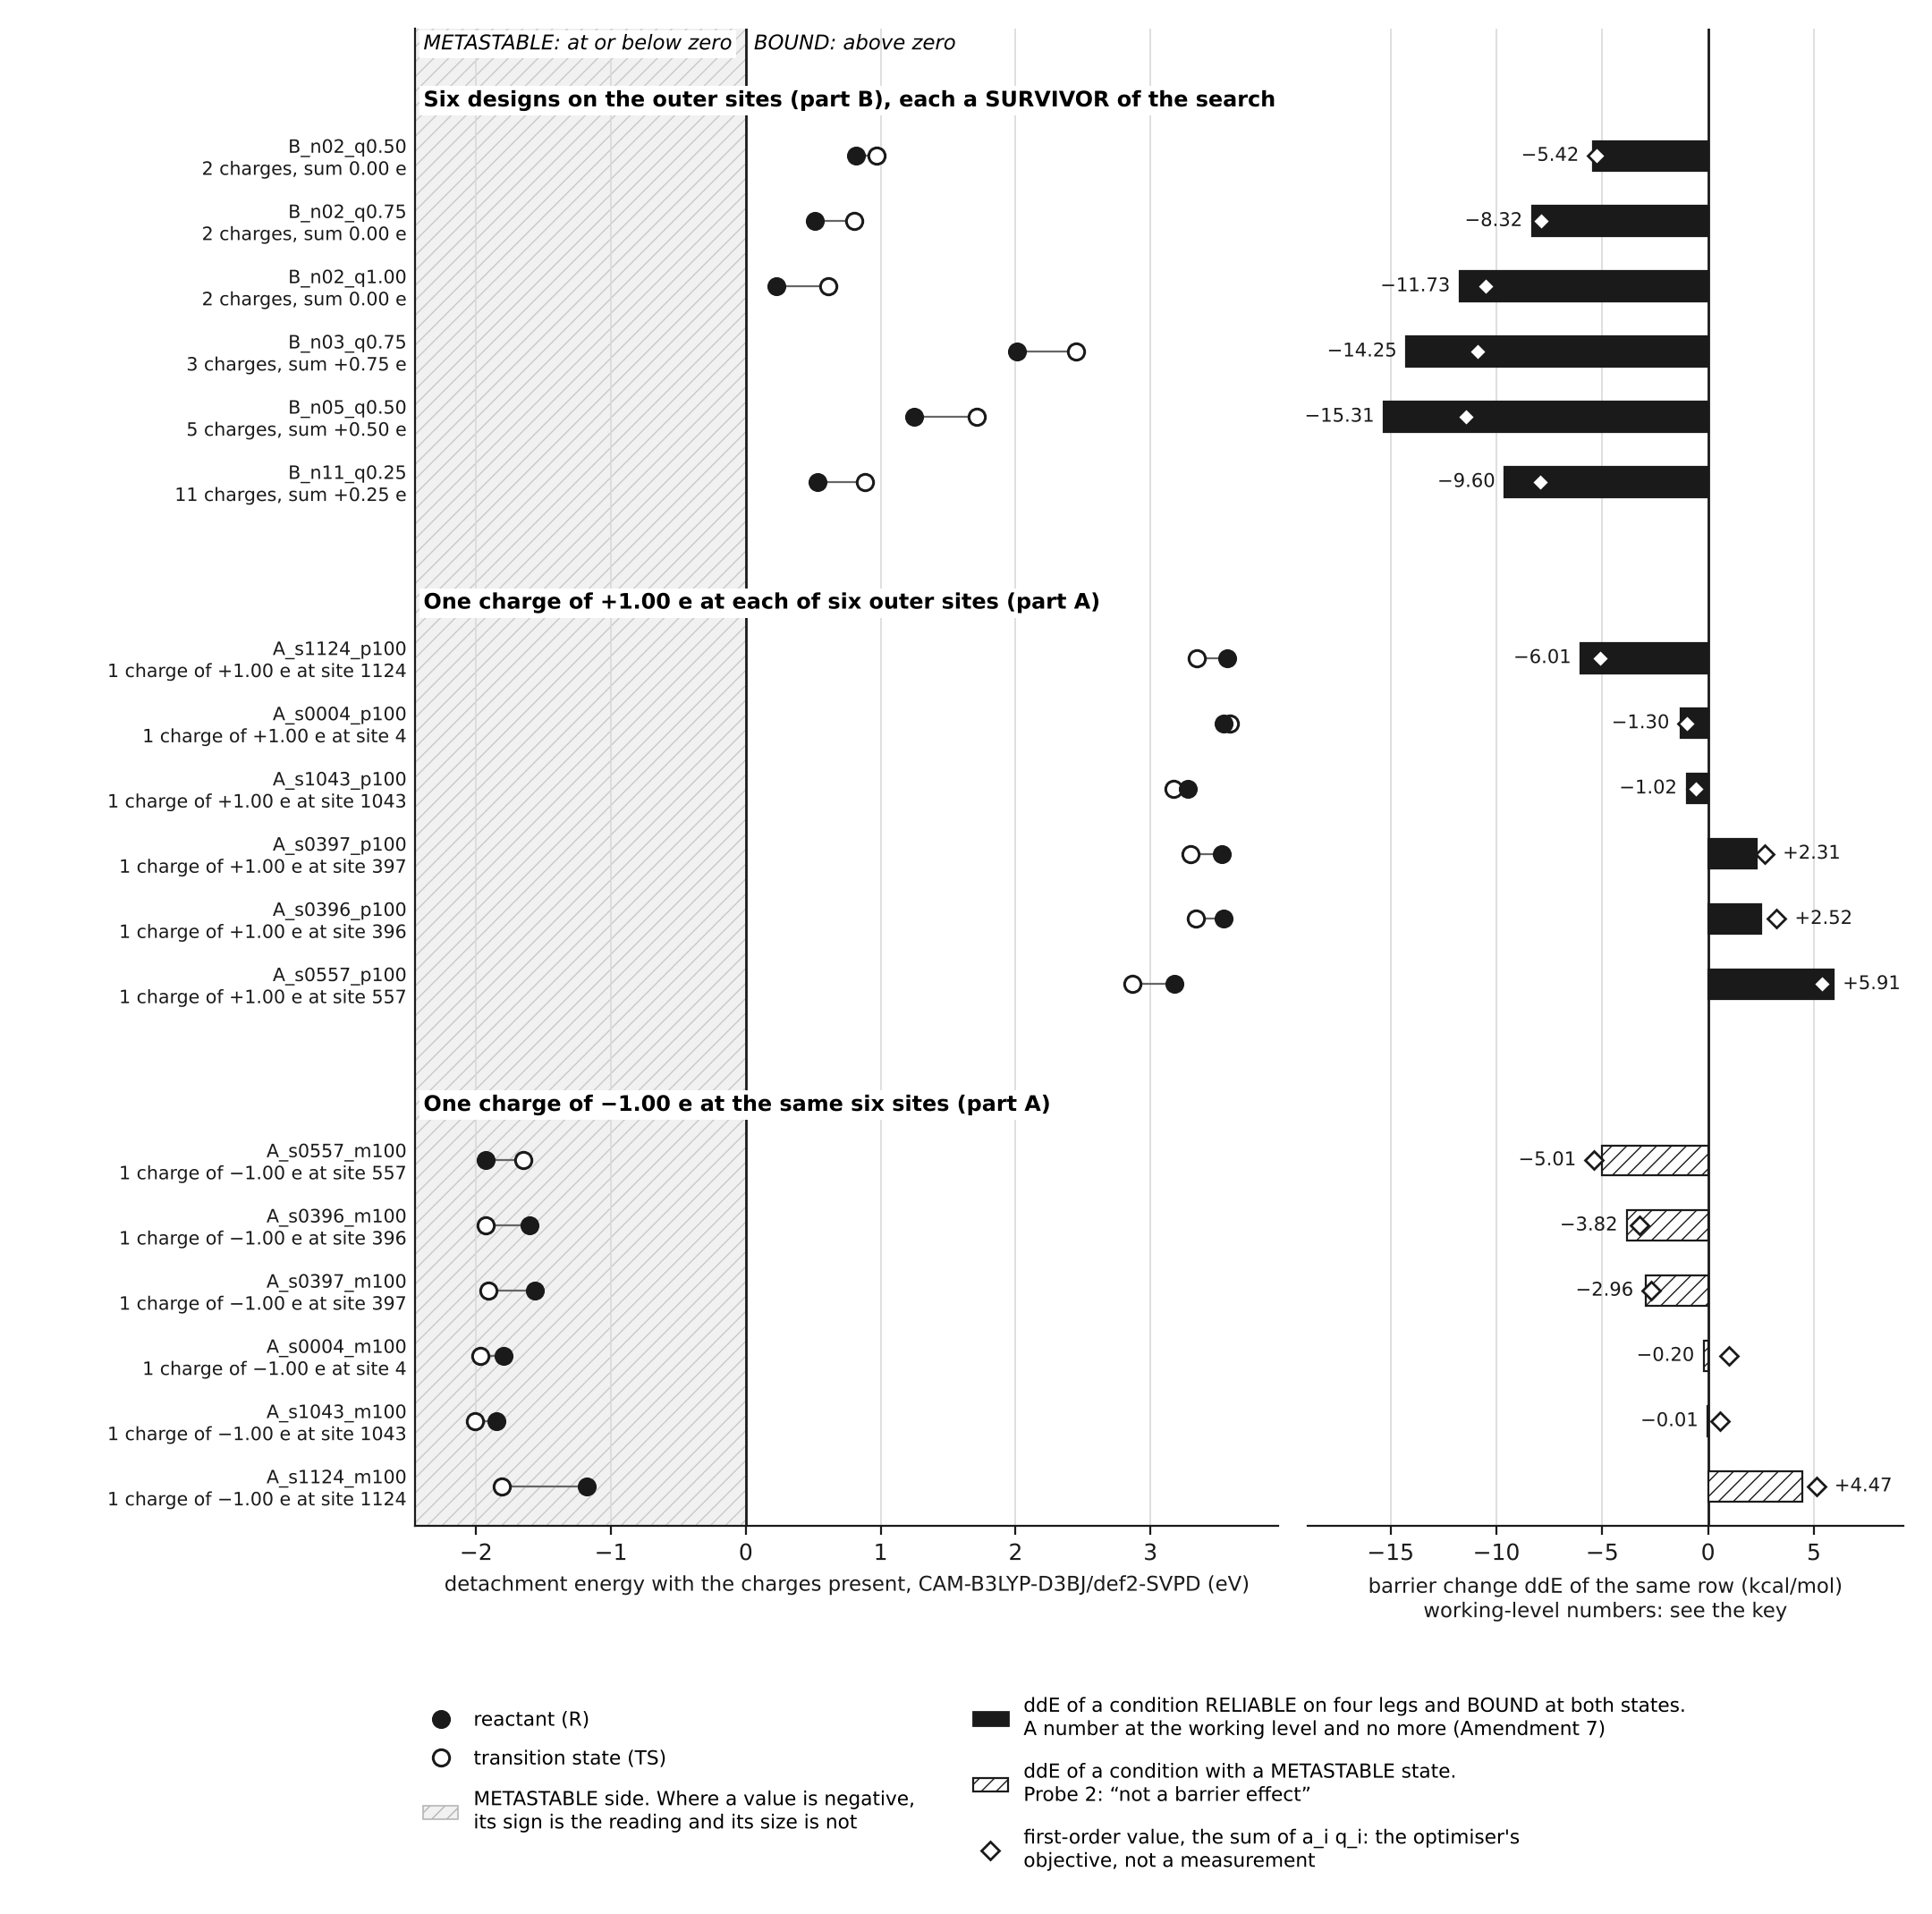 METASTABLE: at or below zero
BOUND: above zero
Six designs on the outer sites (part B), each a SURVIVOR of the search
B_n02_q0.50
2 charges, sum 0.00 e
−5.42
B_n02_q0.75
2 charges, sum 0.00 e
−8.32
B_n02_q1.00
2 charges, sum 0.00 e
−11.73
B_n03_q0.75
3 charges, sum +0.75 e
−14.25
B_n05_q0.50
5 charges, sum +0.50 e
−15.31
B_n11_q0.25
11 charges, sum +0.25 e
−9.60
One charge of +1.00 e at each of six outer sites (part A)
A_s1124_p100
1 charge of +1.00 e at site 1124
−6.01
A_s0004_p100
1 charge of +1.00 e at site 4
−1.30
A_s1043_p100
1 charge of +1.00 e at site 1043
−1.02
A_s0397_p100
1 charge of +1.00 e at site 397
+2.31
A_s0396_p100
1 charge of +1.00 e at site 396
+2.52
A_s0557_p100
1 charge of +1.00 e at site 557
+5.91
One charge of −1.00 e at the same six sites (part A)
A_s0557_m100
1 charge of −1.00 e at site 557
−5.01
A_s0396_m100
1 charge of −1.00 e at site 396
−3.82
A_s0397_m100
1 charge of −1.00 e at site 397
−2.96
A_s0004_m100
1 charge of −1.00 e at site 4
−0.20
A_s1043_m100
1 charge of −1.00 e at site 1043
−0.01
A_s1124_m100
1 charge of −1.00 e at site 1124
+4.47
−2 −1 0 1 2 3
detachment energy with the charges present, CAM-B3LYP-D3BJ/def2-SVPD (eV)
−15 −10 −5 0 5
barrier change ddE of the same row (kcal/mol)
working-level numbers: see the key
reactant (R)
transition state (TS)
METASTABLE side. Where a value is negative,
its sign is the reading and its size is not
ddE of a condition RELIABLE on four legs and BOUND at both states.
A number at the working level and no more (Amendment 7)
ddE of a condition with a METASTABLE state.
Probe 2: “not a barrier effect”
first-order value, the sum of a_i q_i: the optimiser's
objective, not a measurement